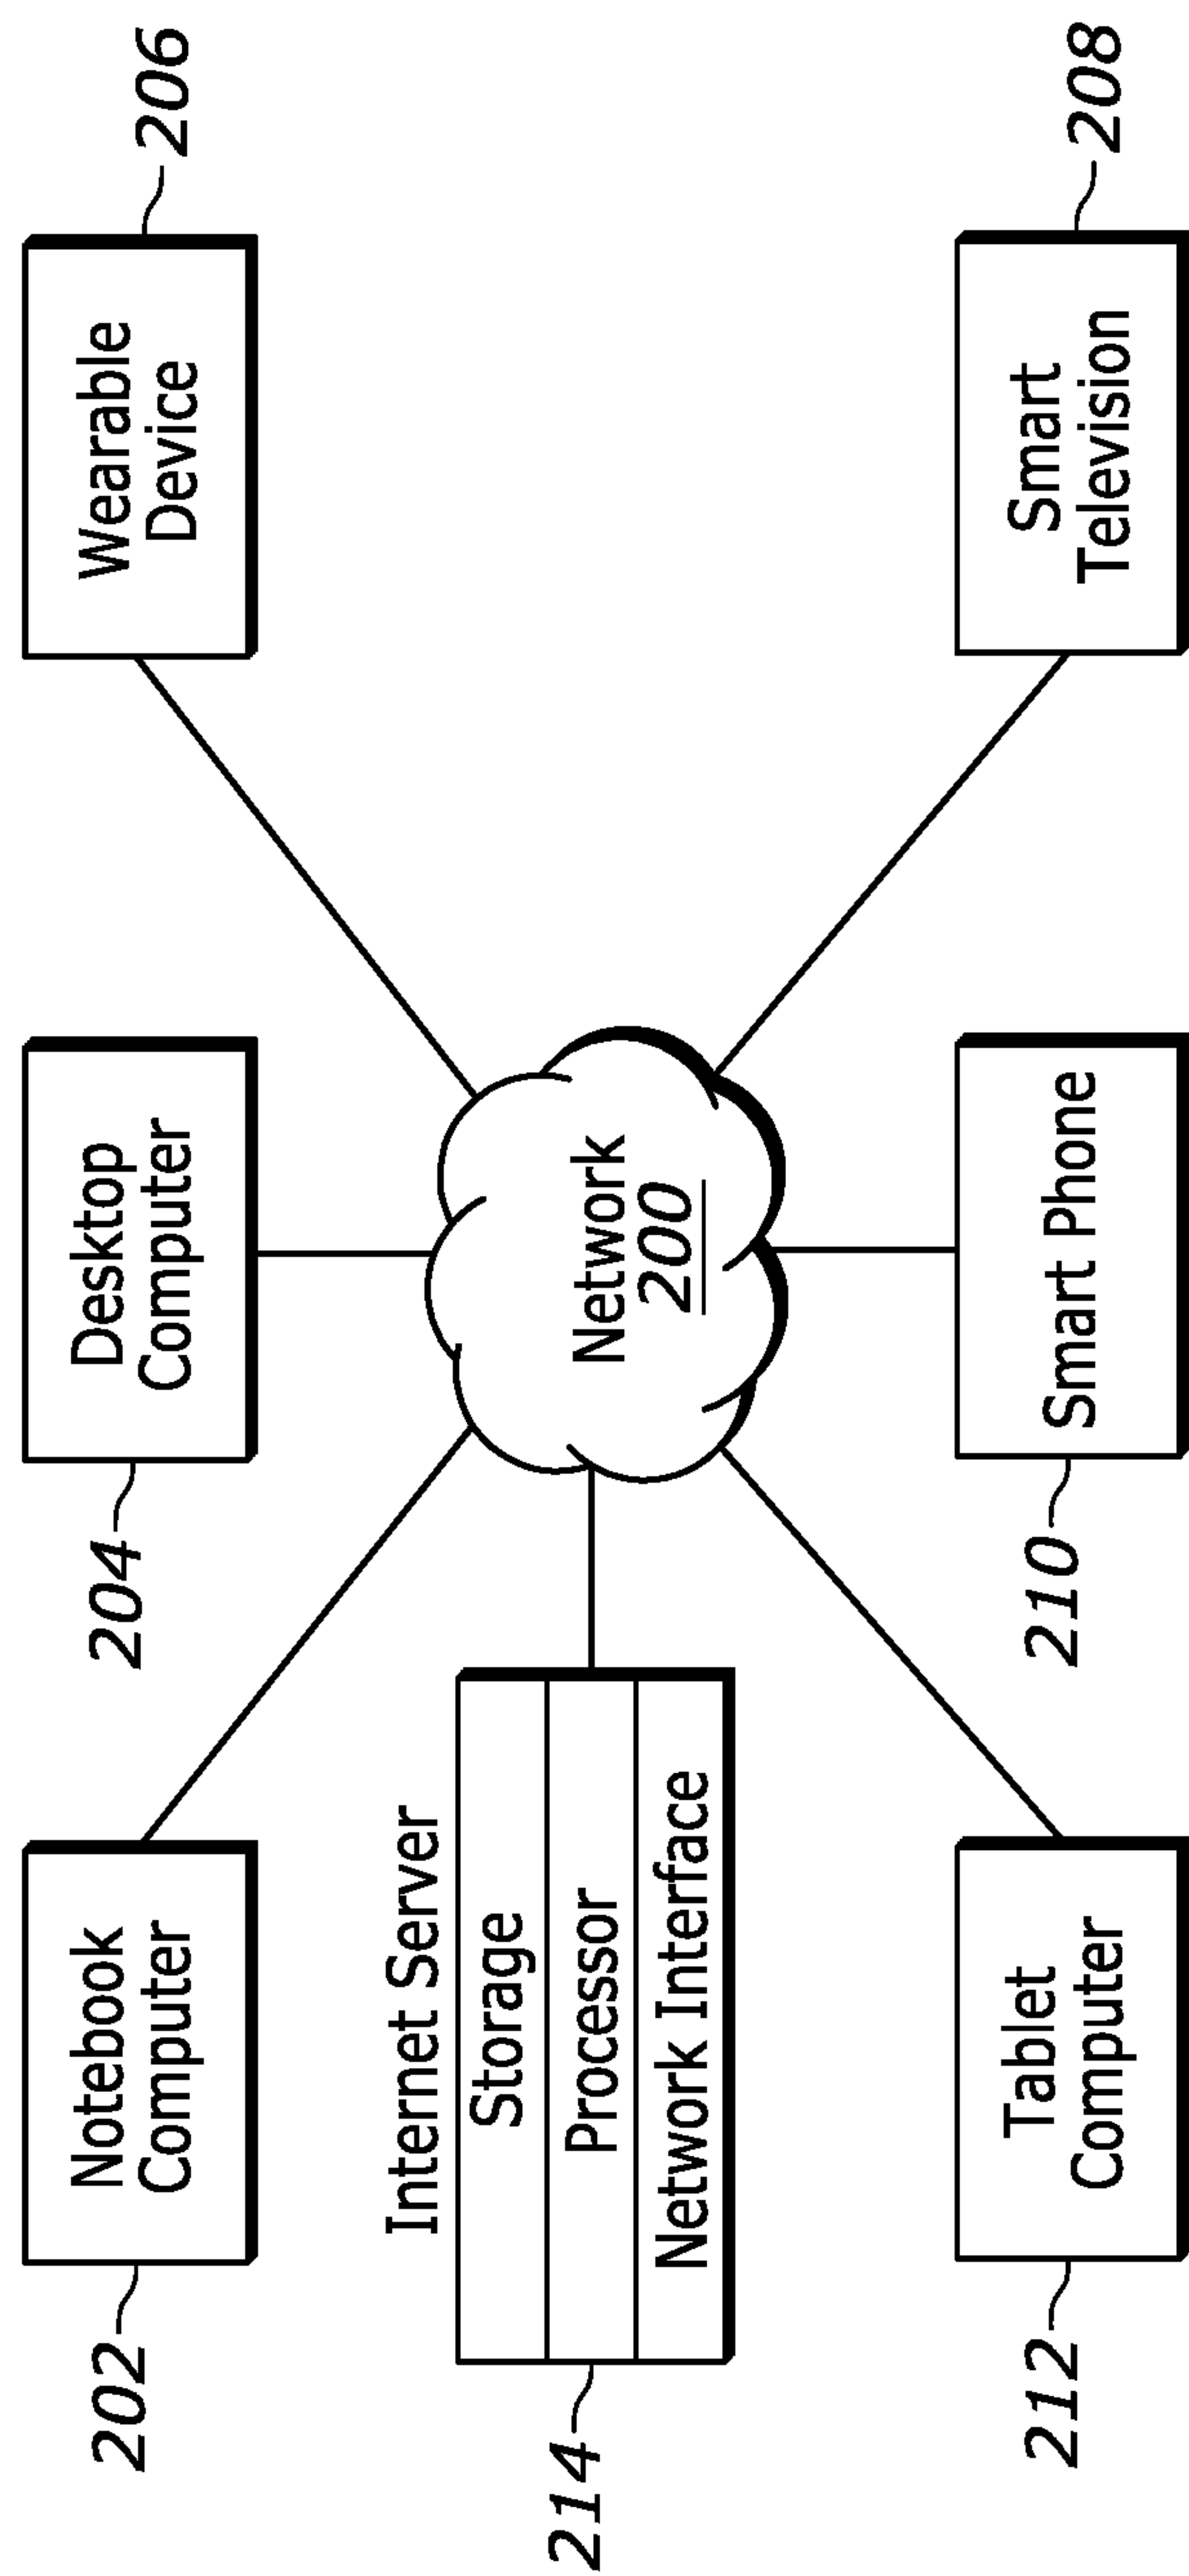 202
Notebook
Computer
204
Desktop
Computer
Wearable
Device
206
Internet Server
214
Storage
Processor
Network Interface
Network
200
212
Tablet
Computer
210
Smart Phone
Smart
Television
208